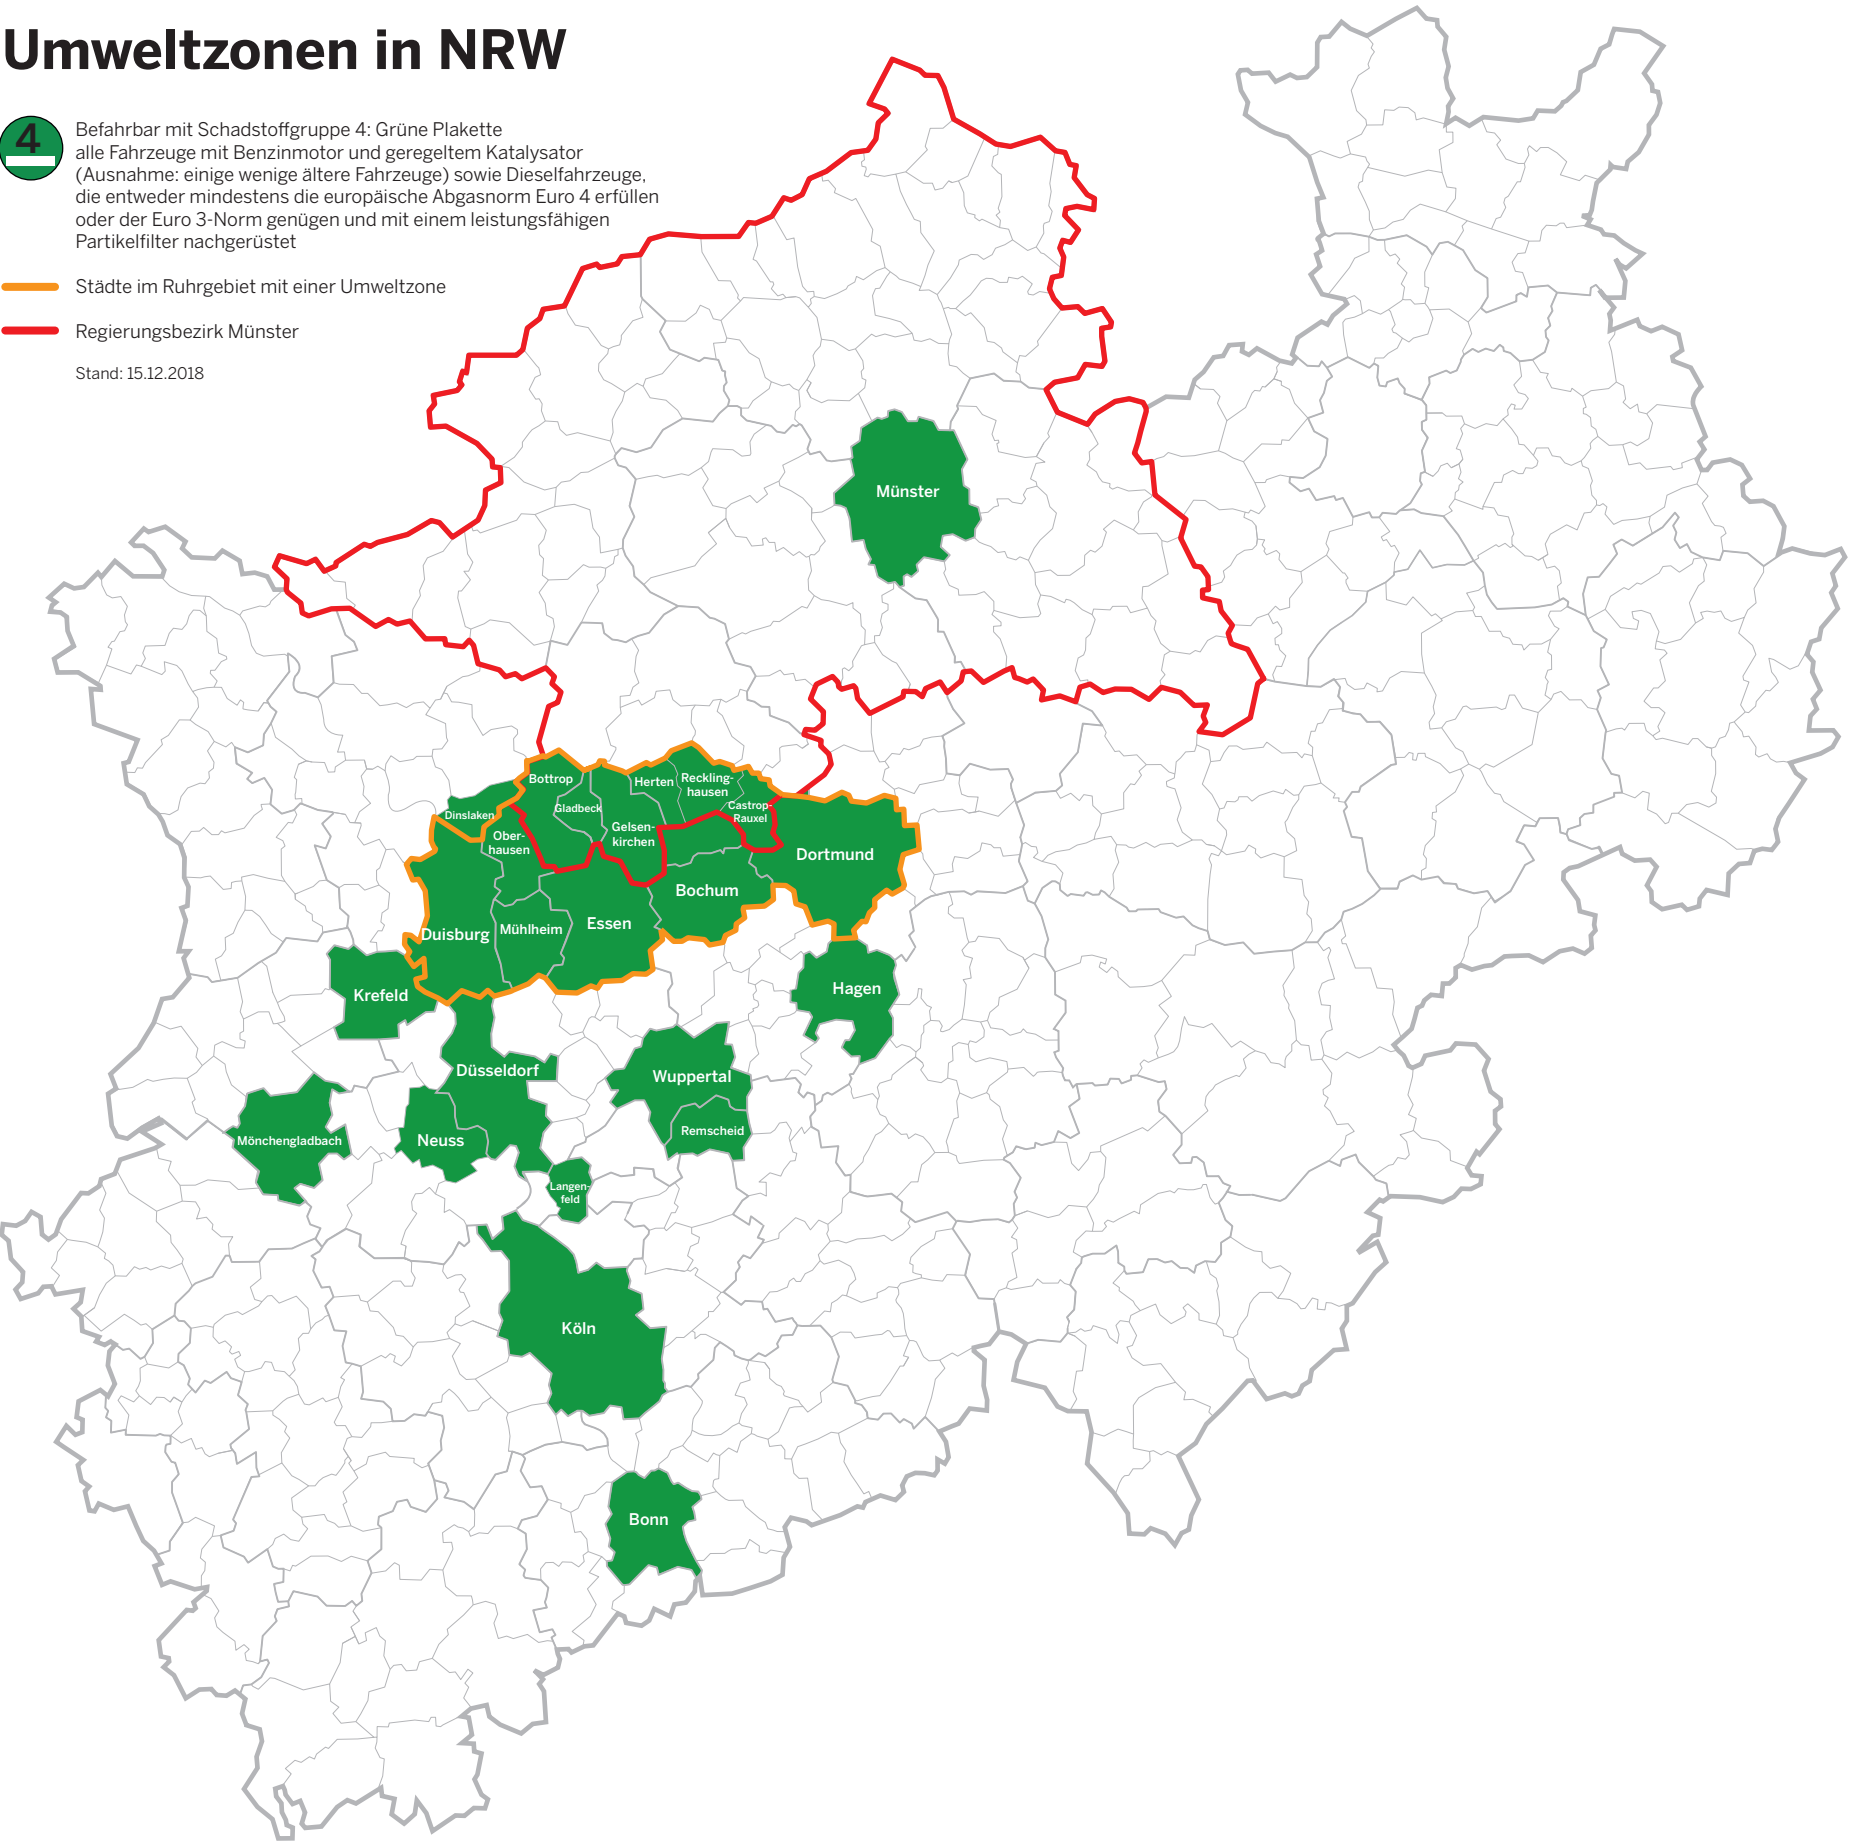 Umweltzonen in NRW
4
Befahrbar mit Schadstoffgruppe 4: Grüne Plakette
alle Fahrzeuge mit Benzinmotor und geregeltem Katalysator
(Ausnahme: einige wenige ältere Fahrzeuge) sowie Dieselfahrzeuge,
die entweder mindestens die europäische Abgasnorm Euro 4 erfüllen
oder der Euro 3-Norm genügen und mit einem leistungsfähigen
Partikelfilter nachgerüstet
Städte im Ruhrgebiet mit einer Umweltzone
Regierungsbezirk Münster
Stand: 15.12.2018
Münster
Bottrop
Herten
Reckling-
hausen
Gladbeck
Castrop-
Rauxel
Dinslaken
Ober-
hausen
Gelsen-
kirchen
Dortmund
Bochum
Essen
Mühlheim
Duisburg
Hagen
Krefeld
Düsseldorf
Wuppertal
Remscheid
Neuss
Mönchengladbach
Langen-
feld
Köln
Bonn